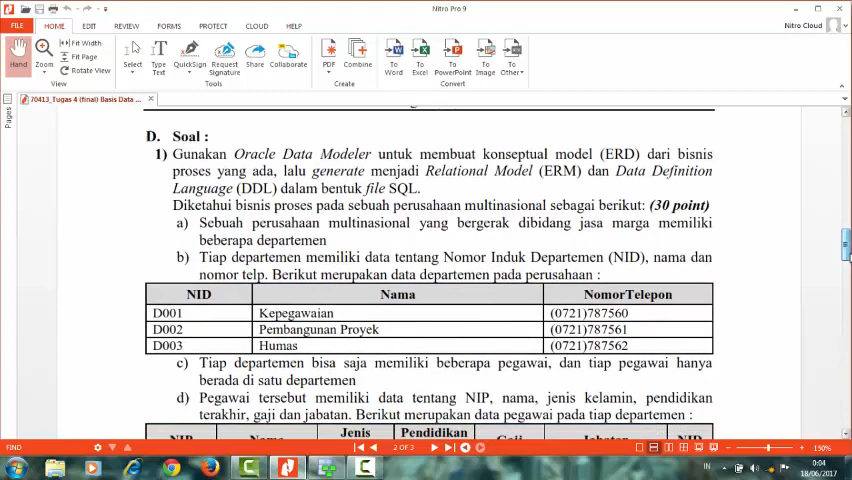 Nitro Pro 9
FILE HOME EDIT REVIEW FORMS PROTECT CLOUD HELP
Nitro Cloud
Hand Zoom Fit Width Fit Page Rotate View
View
Select Type Text QuickSign Request Signature Share Collaborate
Tools
PDF Combine
Create
To Word To Excel To PowerPoint To Image To Other
Convert
70413_Tugas 4 (final) Basis Data ...
Pages
D. Soal :
1) Gunakan Oracle Data Modeler untuk membuat konseptual model (ERD) dari bisnis
proses yang ada, lalu generate menjadi Relational Model (ERM) dan Data Definition
Language (DDL) dalam bentuk file SQL.
Diketahui bisnis proses pada sebuah perusahaan multinasional sebagai berikut: (30 point)
a) Sebuah perusahaan multinasional yang bergerak dibidang jasa marga memiliki
beberapa departemen
b) Tiap departemen memiliki data tentang Nomor Induk Departemen (NID), nama dan
nomor telp. Berikut merupakan data departemen pada perusahaan :
NID Nama NomorTelepon
D001 Kepegawaian (0721)787560
D002 Pembangunan Proyek (0721)787561
D003 Humas (0721)787562
c) Tiap departemen bisa saja memiliki beberapa pegawai, dan tiap pegawai hanya
berada di satu departemen
d) Pegawai tersebut memiliki data tentang NIP, nama, jenis kelamin, pendidikan
terakhir, gaji dan jabatan. Berikut merupakan data pegawai pada tiap departemen :
NIP Nama Jenis Pendidikan Gaji Jabatan NID
FIND
2 OF 3
150%
IN
0:04
18/06/2017